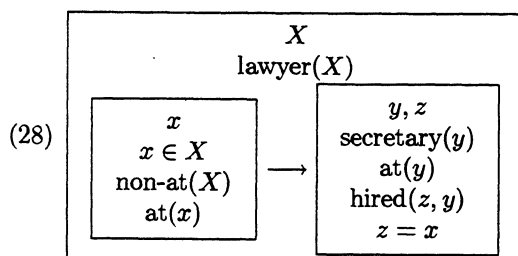 X
lawyer(X)
(28)
x
x ∈ X
non-at(X)
at(x)
⟶
y, z
secretary(y)
at(y)
hired(z, y)
z = x